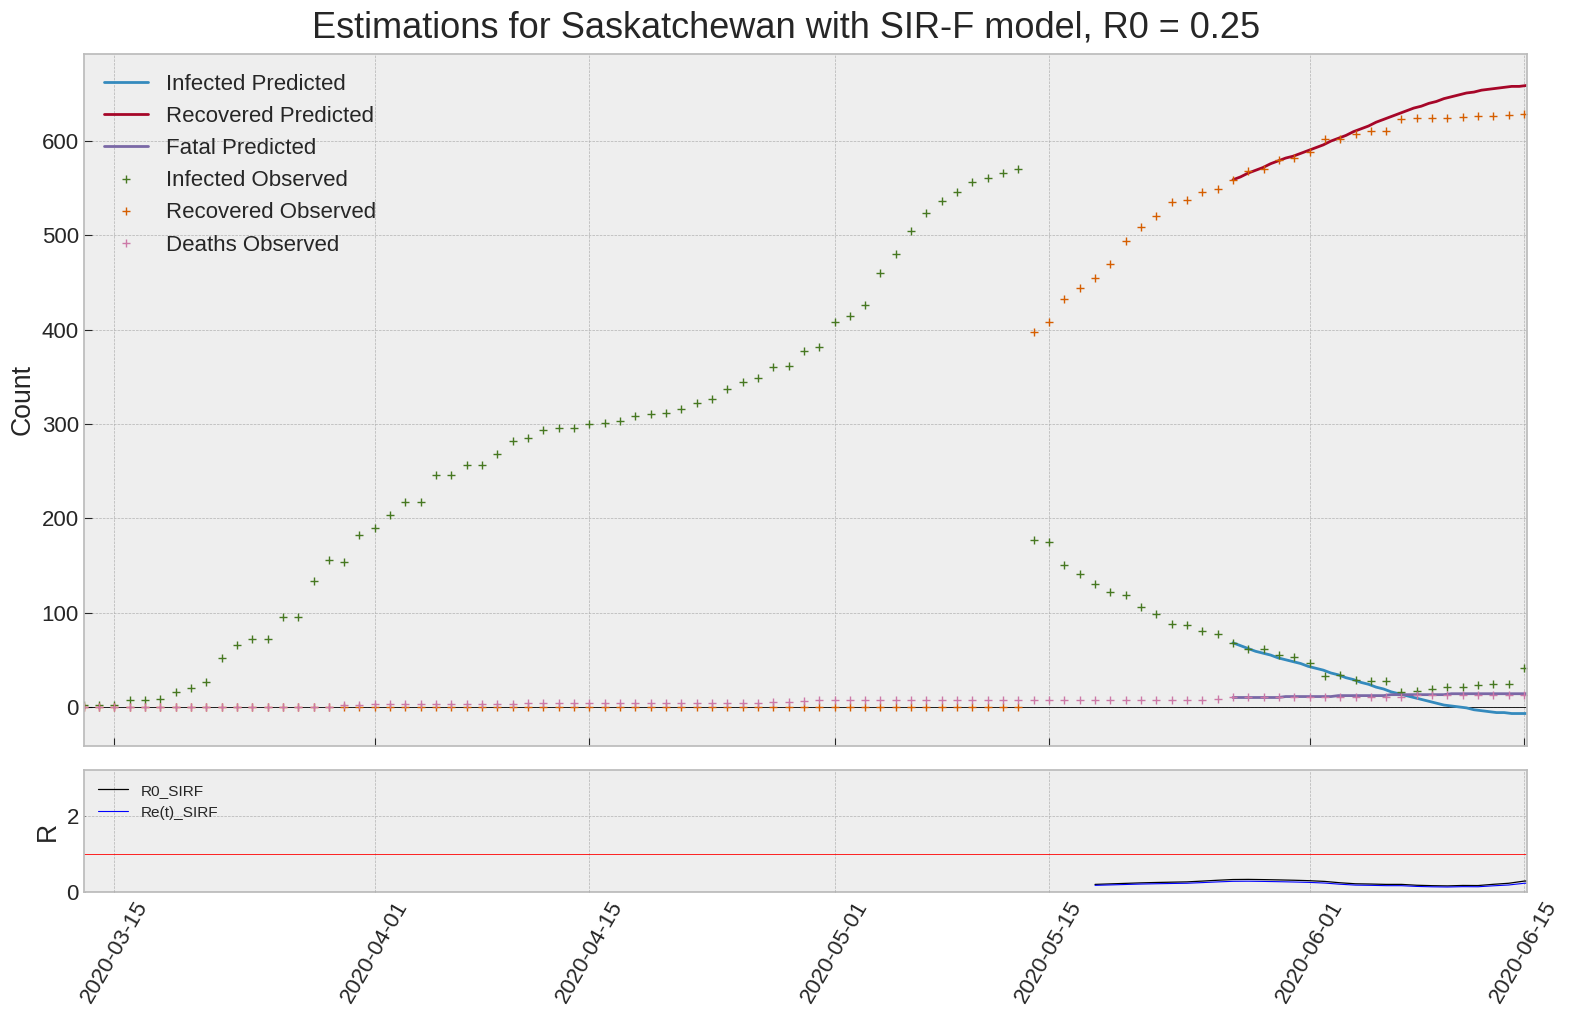 Estimations for Saskatchewan with SIR-F model, R0 = 0.25
Infected Predicted
Recovered Predicted
Fatal Predicted
Infected Observed
Recovered Observed
Deaths Observed
600
500
400
300
200
100
0
Count
R0_SIRF
Re(t)_SIRF
2
0
R
2020-03-15
2020-04-01
2020-04-15
2020-05-01
2020-05-15
2020-06-01
2020-06-15